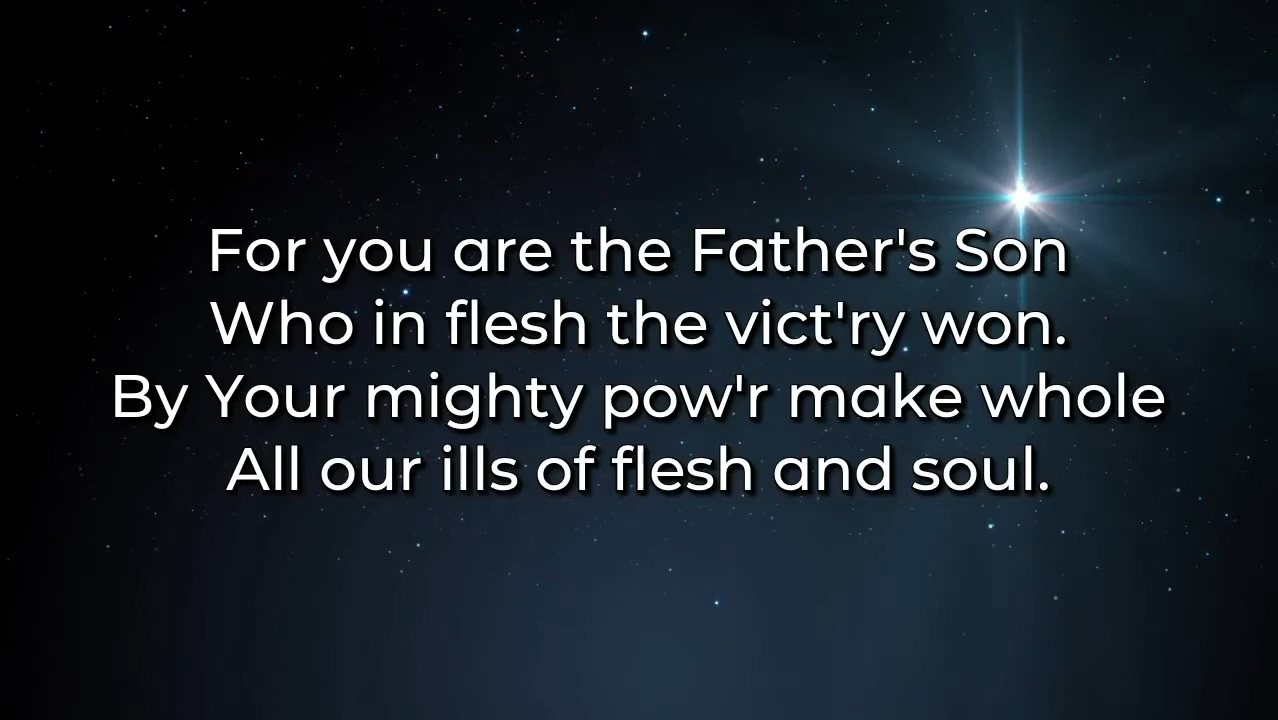 For you are the Father's Son
Who in flesh the vict'ry won.
By Your mighty pow'r make whole
All our ills of flesh and soul.